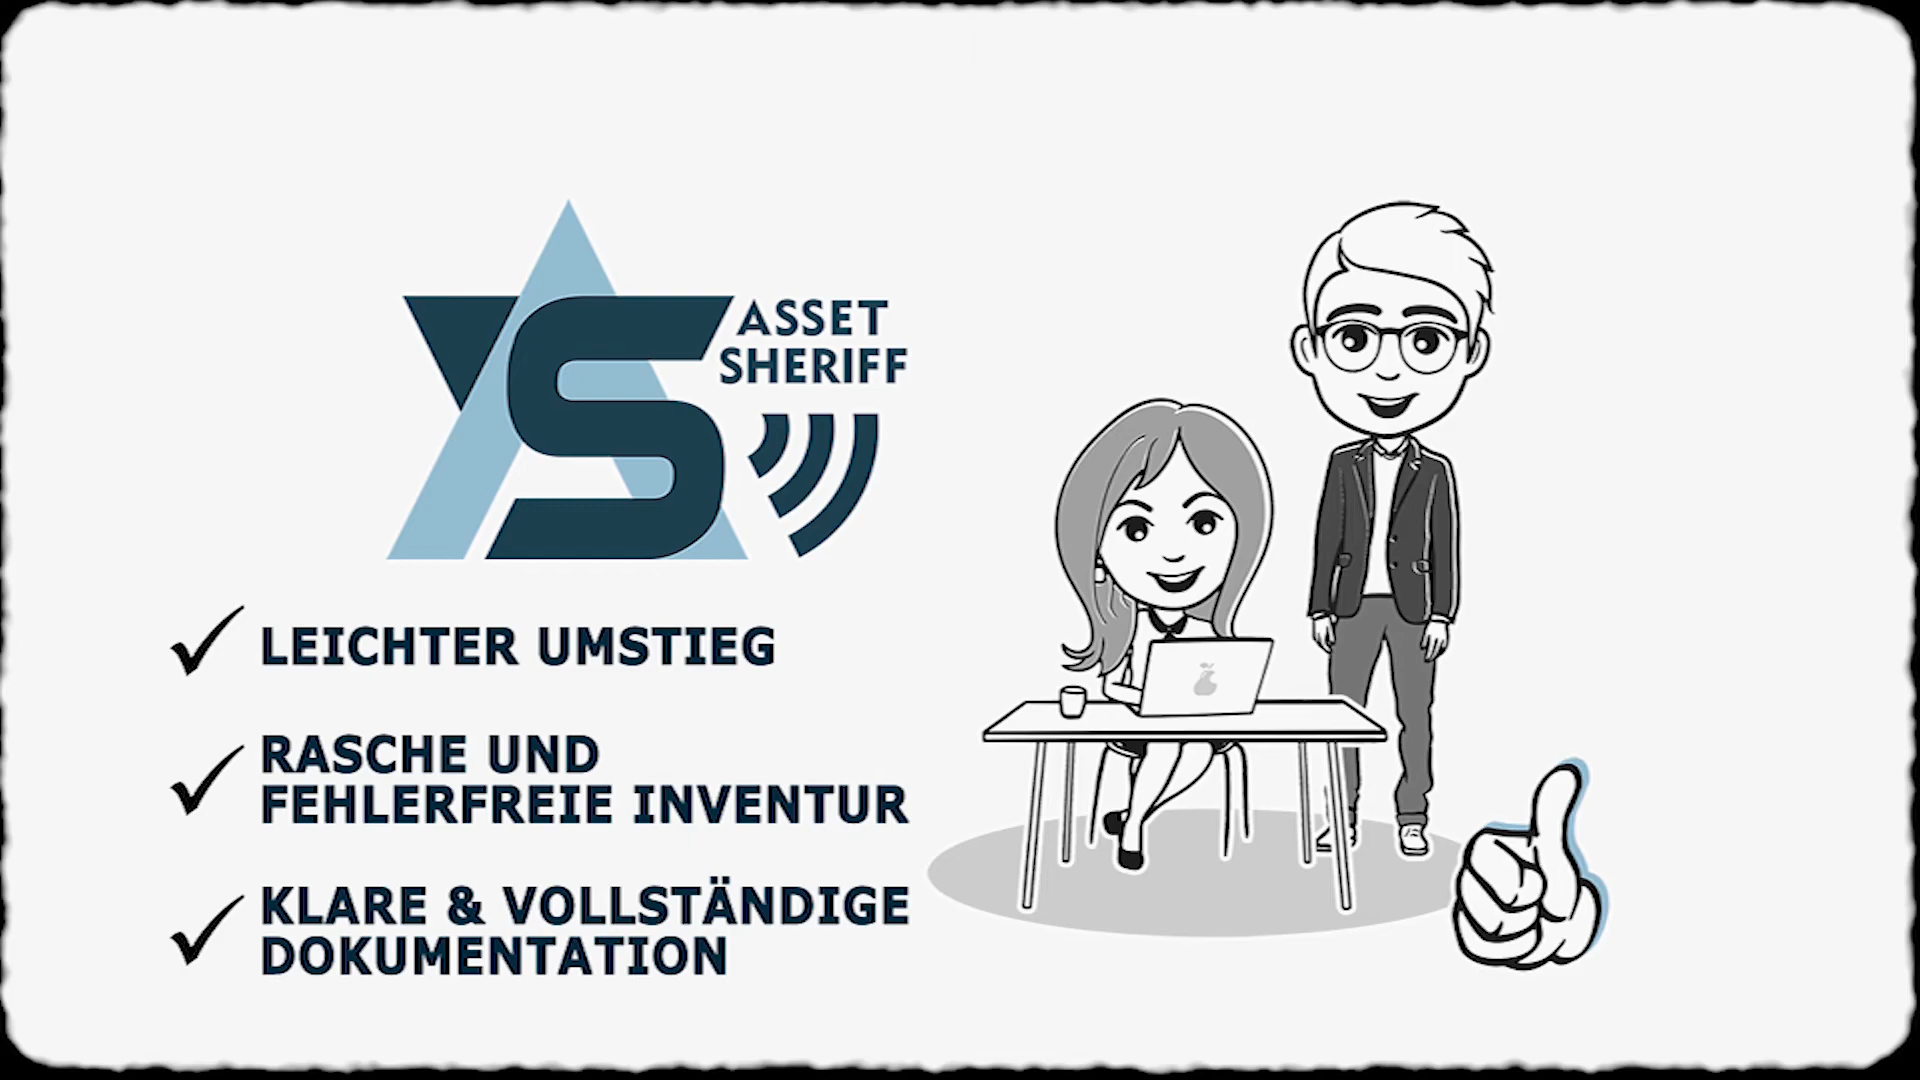 ASSET
SHERIFF
LEICHTER UMSTIEG
RASCHE UND
FEHLERFREIE INVENTUR
KLARE & VOLLSTÄNDIGE
DOKUMENTATION